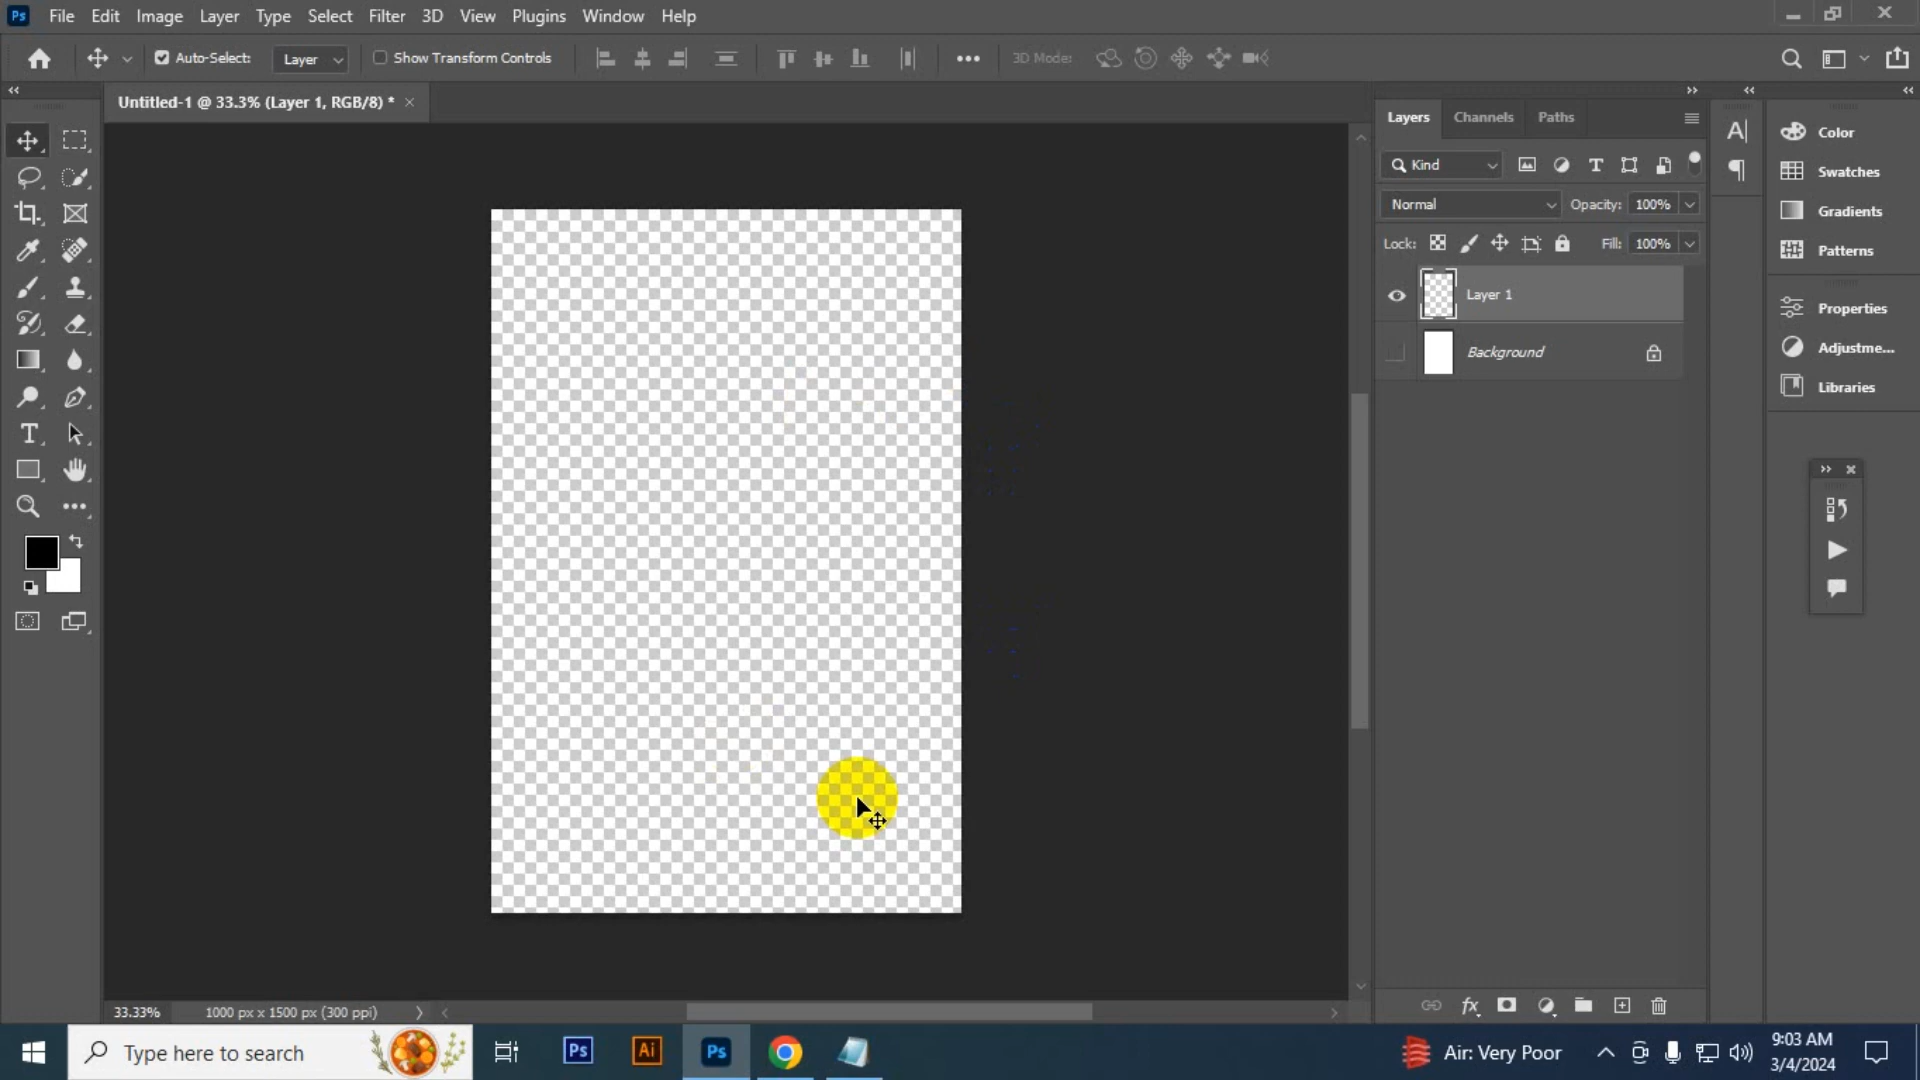 Ps File Edit Image Layer Type Select Filter 3D View Plugins Window Help
Auto-Select: Layer Show Transform Controls 3D Mode:
Untitled-1 @ 33.3% (Layer 1, RGB/8) *
Layers Channels Paths
Kind
Normal Opacity: 100%
Lock: Fill: 100%
Layer 1
Background
Color
Swatches
Gradients
Patterns
Properties
Adjustme...
Libraries
33.33% 1000 px x 1500 px (300 ppi)
Type here to search
Ps Ai Ps
Air: Very Poor
9:03 AM
3/4/2024